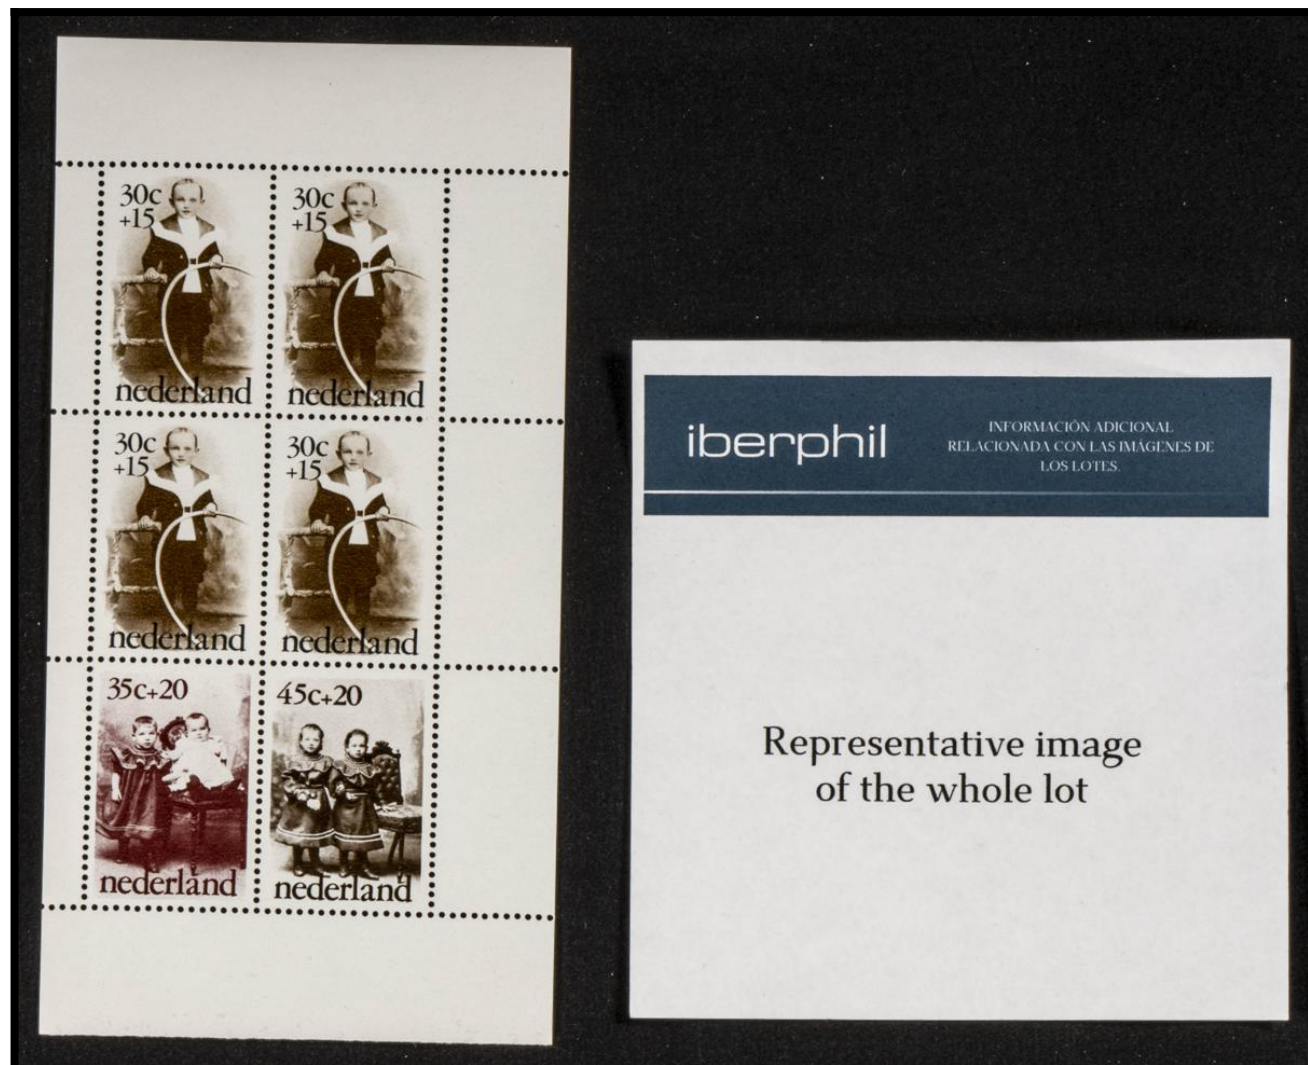 30c
+15
nederland
30c
+15
nederland
30c
+15
nederland
30c
+15
nederland
35c+20
nederland
45c+20
nederland
iberphil
INFORMACIÓN ADICIONAL
RELACIONADA CON LAS IMÁGENES DE
LOS LOTES.
Representative image
of the whole lot